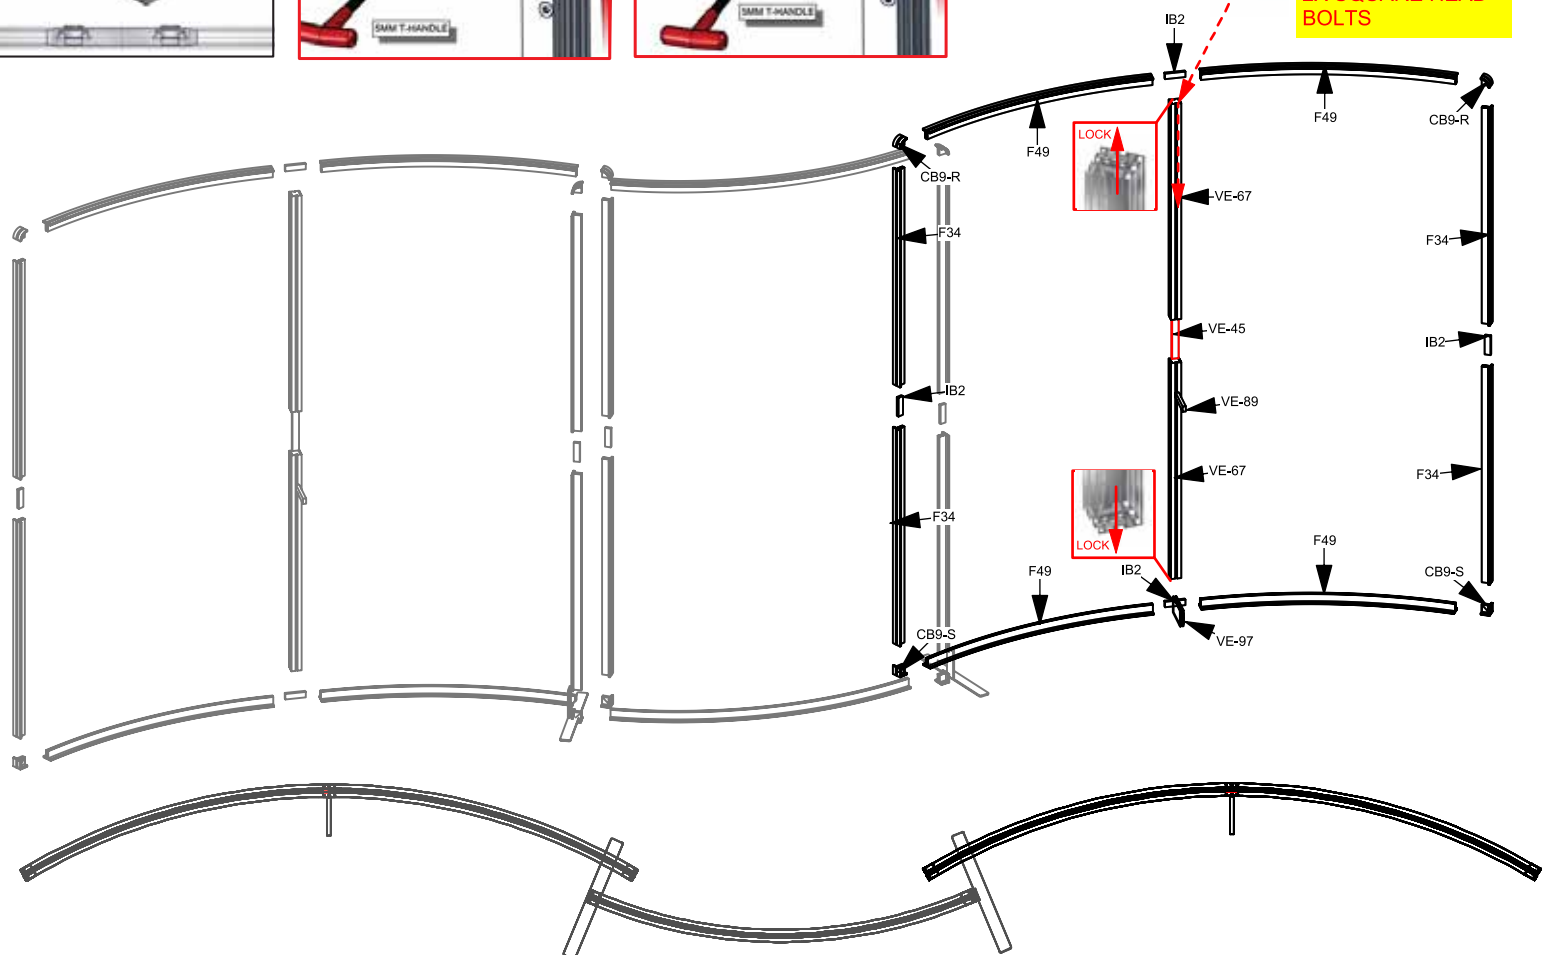 5MM T-HANDLE
5MM T-HANDLE
BOLTS
IB2
F49
F49
CB9-R
LOCK
CB9-R
VE-67
F34
F34
VE-45
IB2
IB2
VE-89
VE-67
F34
F34
LOCK
F49
F49
IB2
CB9-S
CB9-S
VE-97